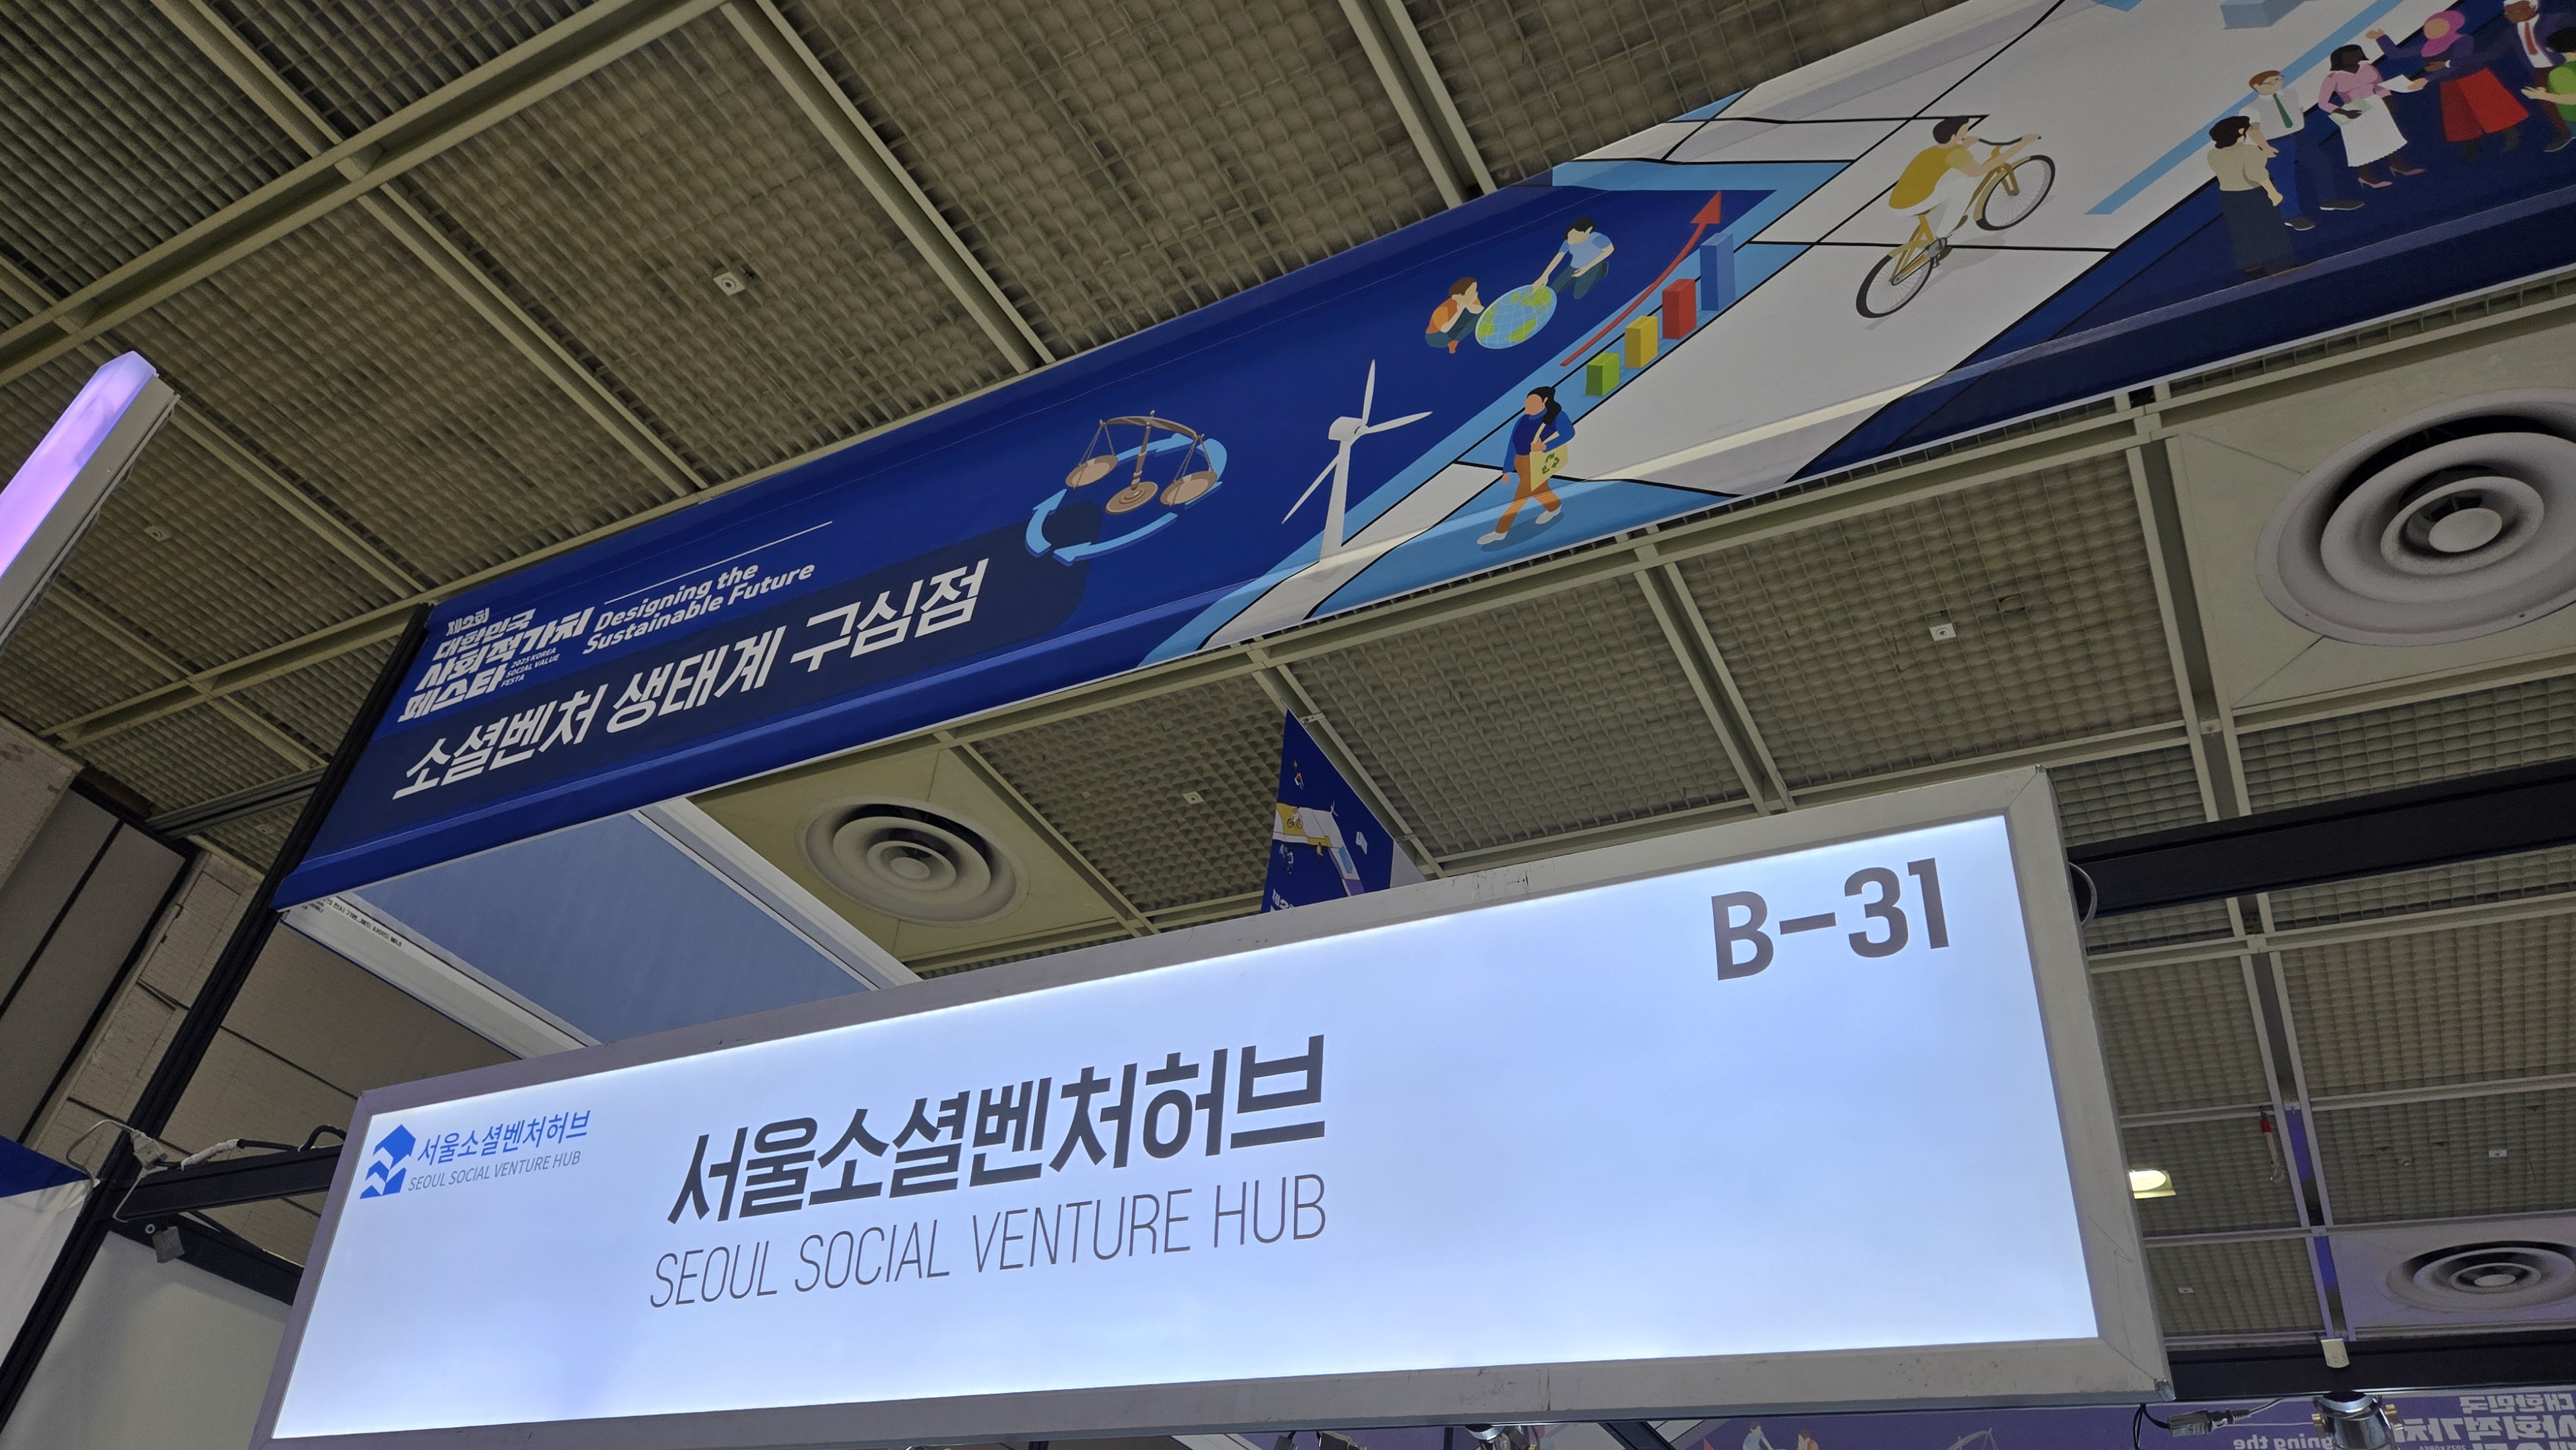 제2회
대한민국
사회적가치
페스타
2025 KOREA
SOCIAL VALUE
FESTA
Designing the
Sustainable Future
소셜벤처 생태계 구심점
B-31
서울소셜벤처허브
SEOUL SOCIAL VENTURE HUB
서울소셜벤처허브
SEOUL SOCIAL VENTURE HUB